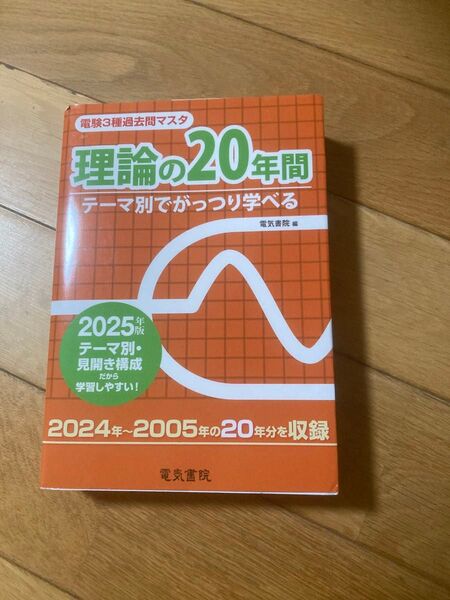 電験3種過去問マスタ
理論の20年間
テーマ別でがっつり学べる
電気書院 編
2025年版
テーマ別・
見開き構成
だから
学習しやすい!
2024年~2005年の20年分を収録
電気書院